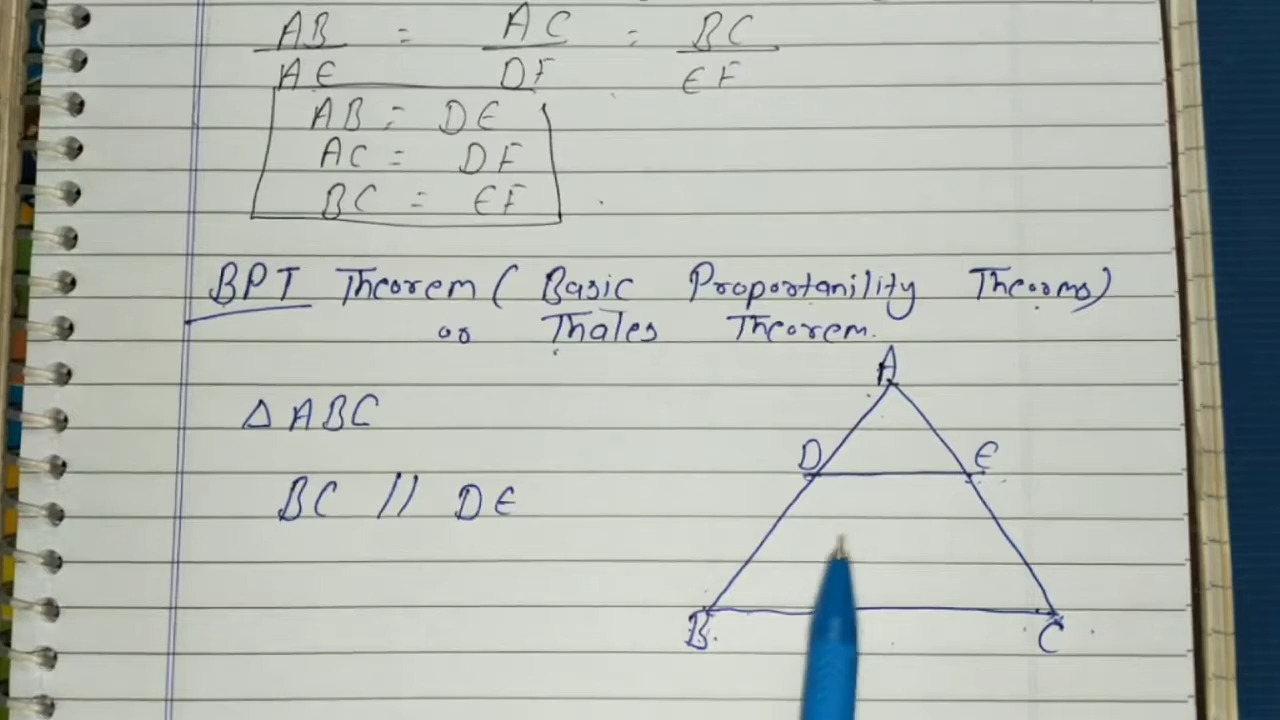 AB = AC = BC
AE DF EF
AB = DE
AC = DF
BC = EF
BPT Theorem ( Basic Proportanility Theorms)
or Thales Theorem.
A
△ ABC
D E
BC // DE
B. C